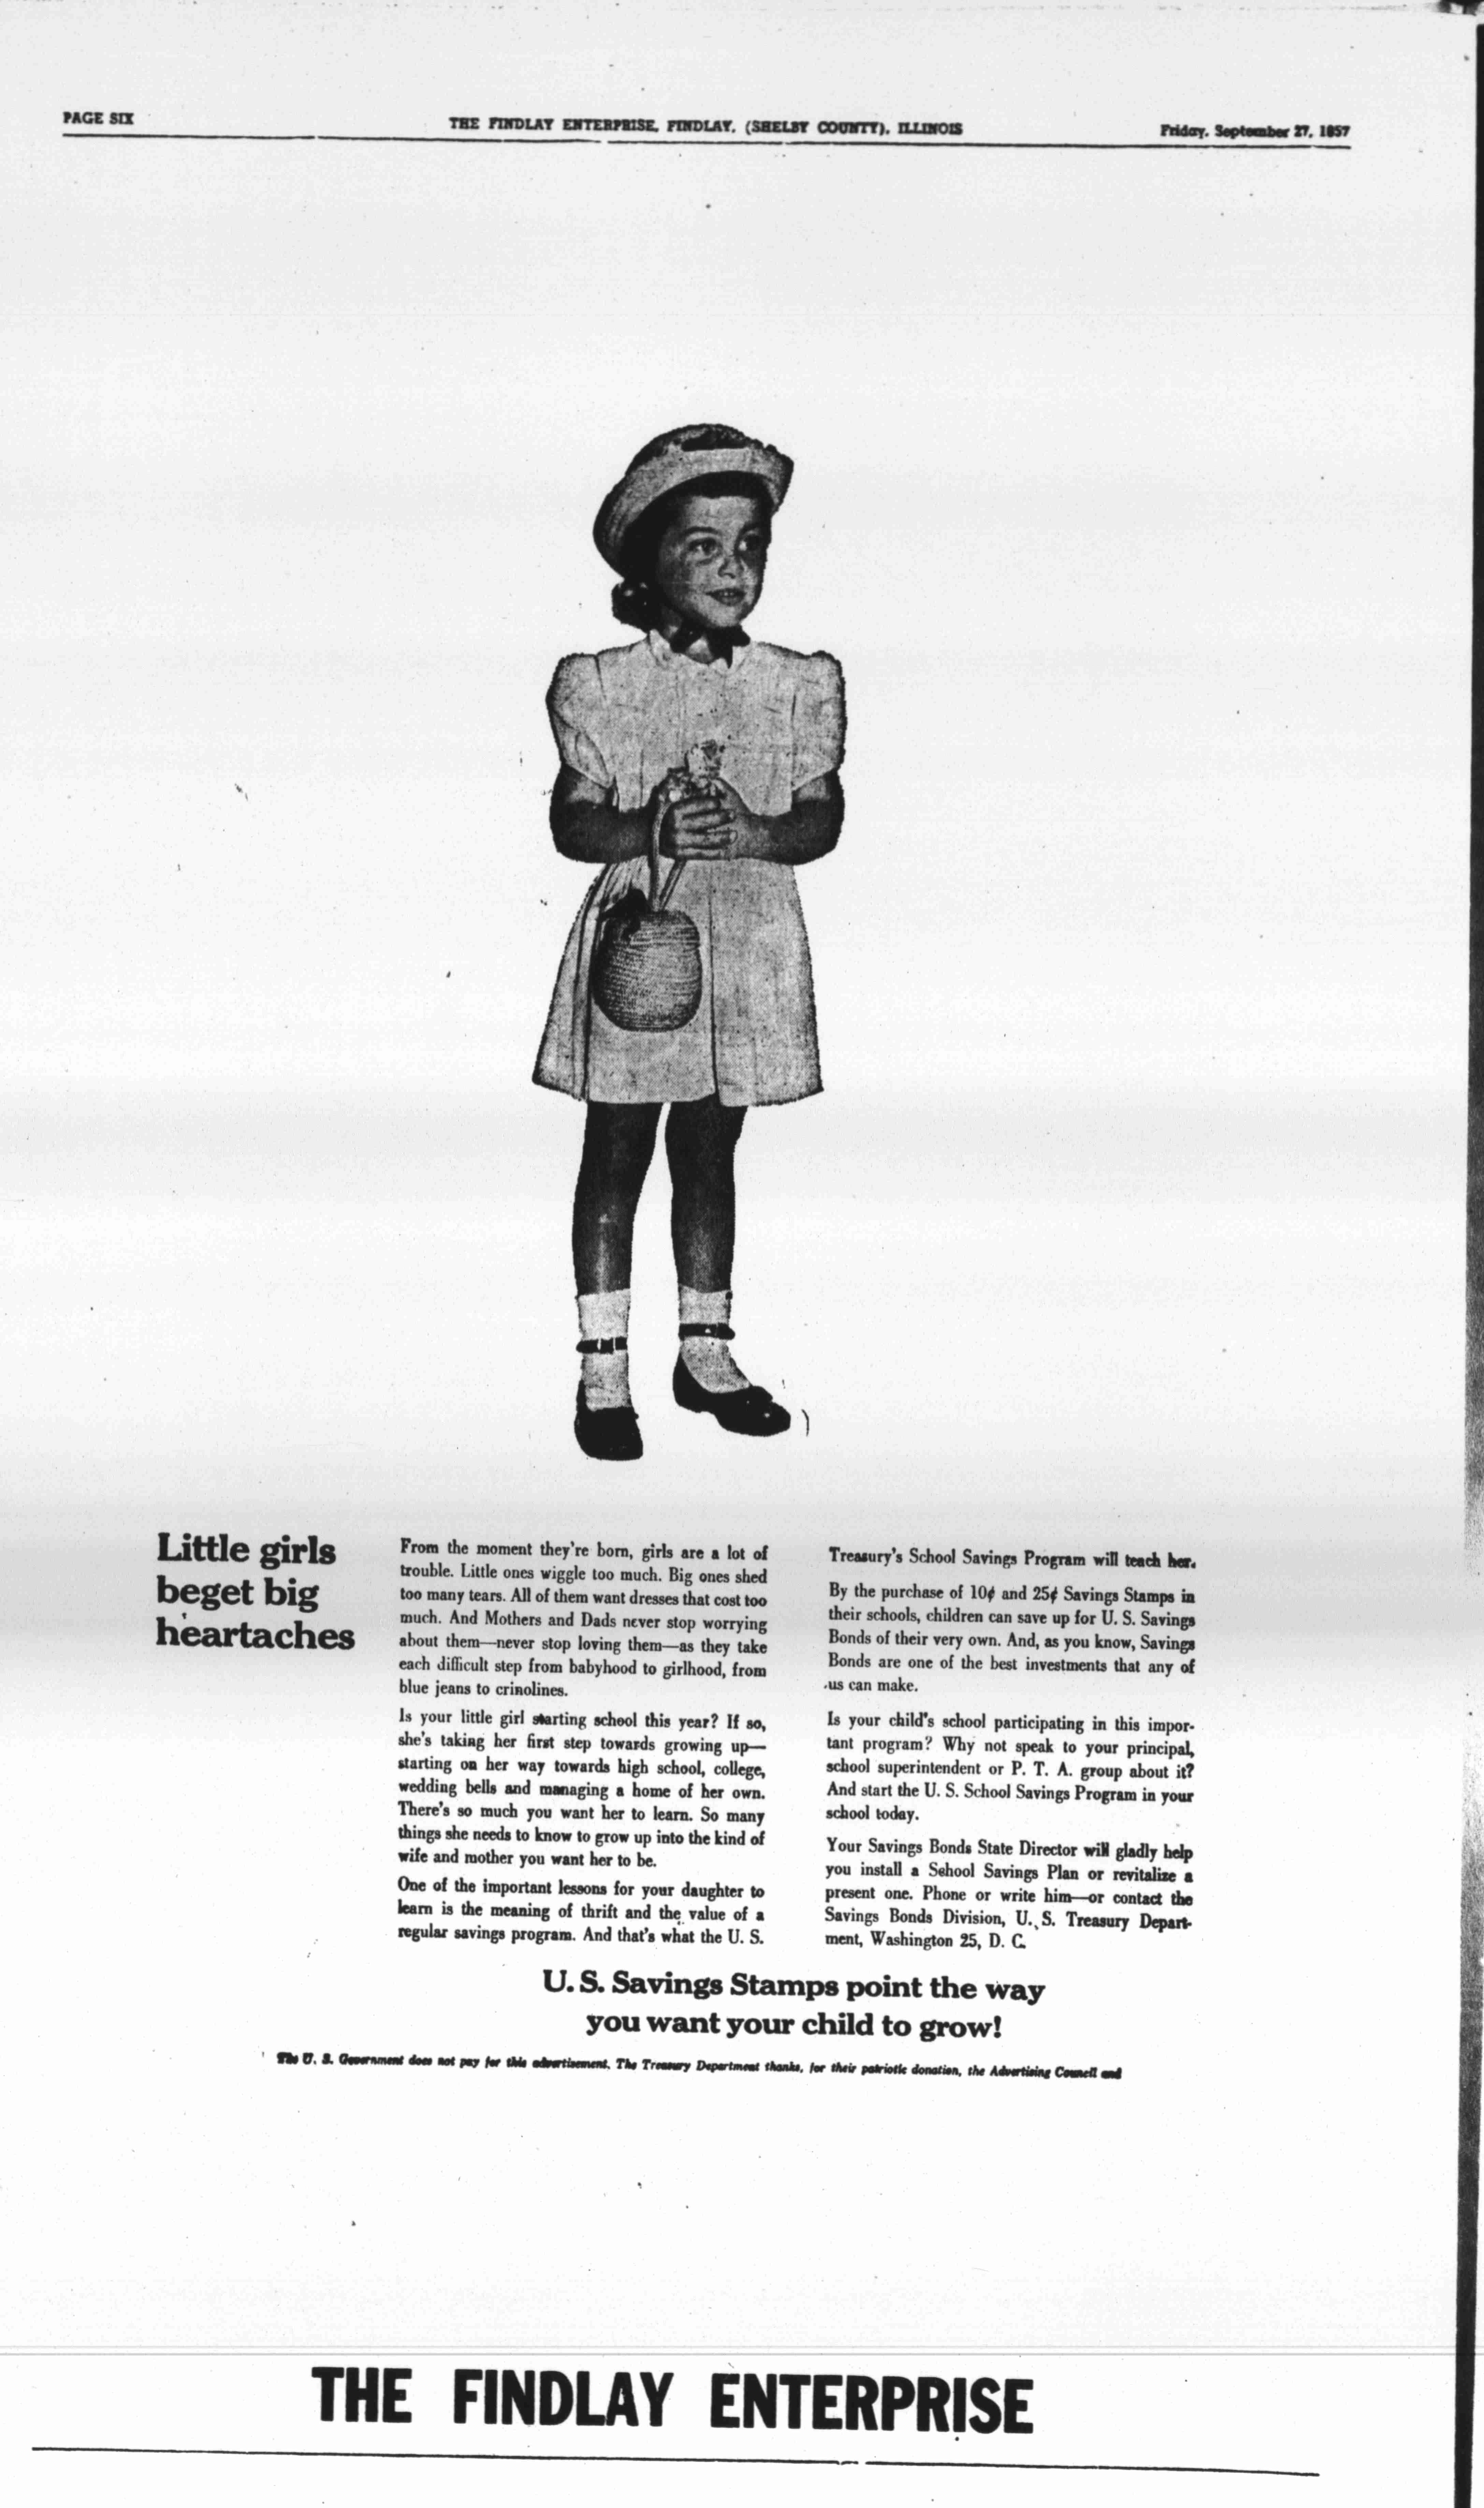 PAGE SIX
THE FINDLAY ENTERPRISE, FINDLAY, (SHELBY COUNTY), ILLINOIS
Friday, September 27, 1957
Little girls
beget big
heartaches
From the moment they're born, girls are a lot of
trouble. Little ones wiggle too much. Big ones shed
too many tears. All of them want dresses that cost too
much. And Mothers and Dads never stop worrying
about them—never stop loving them—as they take
each difficult step from babyhood to girlhood, from
blue jeans to crinolines.
Is your little girl starting school this year? If so,
she's taking her first step towards growing up—
starting on her way towards high school, college,
wedding bells and managing a home of her own.
There's so much you want her to learn. So many
things she needs to know to grow up into the kind of
wife and mother you want her to be.
One of the important lessons for your daughter to
learn is the meaning of thrift and the value of a
regular savings program. And that's what the U. S.
Treasury's School Savings Program will teach her.
By the purchase of 10¢ and 25¢ Savings Stamps in
their schools, children can save up for U. S. Savings
Bonds of their very own. And, as you know, Savings
Bonds are one of the best investments that any of
us can make.
Is your child's school participating in this impor-
tant program? Why not speak to your principal,
school superintendent or P. T. A. group about it?
And start the U. S. School Savings Program in your
school today.
Your Savings Bonds State Director will gladly help
you install a School Savings Plan or revitalize a
present one. Phone or write him—or contact the
Savings Bonds Division, U. S. Treasury Depart-
ment, Washington 25, D. C.
U. S. Savings Stamps point the way
you want your child to grow!
The U. S. Government does not pay for this advertisement. The Treasury Department thanks, for their patriotic donation, the Advertising Council and
THE FINDLAY ENTERPRISE